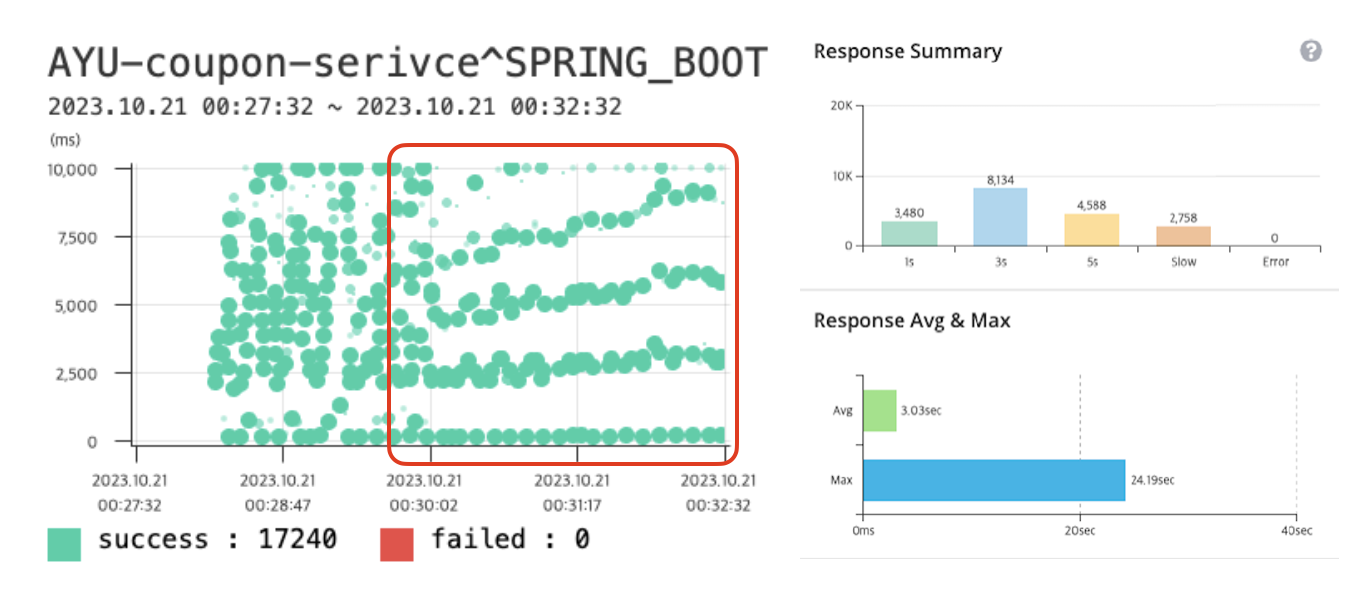 AYU-coupon-serivce^SPRING_BOOT
2023.10.21 00:27:32 ~ 2023.10.21 00:32:32
(ms)
10,000
7,500
5,000
2,500
0
2023.10.21 2023.10.21 2023.10.21 2023.10.21 2023.10.21
00:27:32 00:28:47 00:30:02 00:31:17 00:32:32
success : 17240 failed : 0
Response Summary ?
20K
10K
0
3,480 8,134 4,588 2,758 0
1s 3s 5s Slow Error
Response Avg & Max
Avg 3.03sec
Max 24.19sec
0ms 20sec 40sec